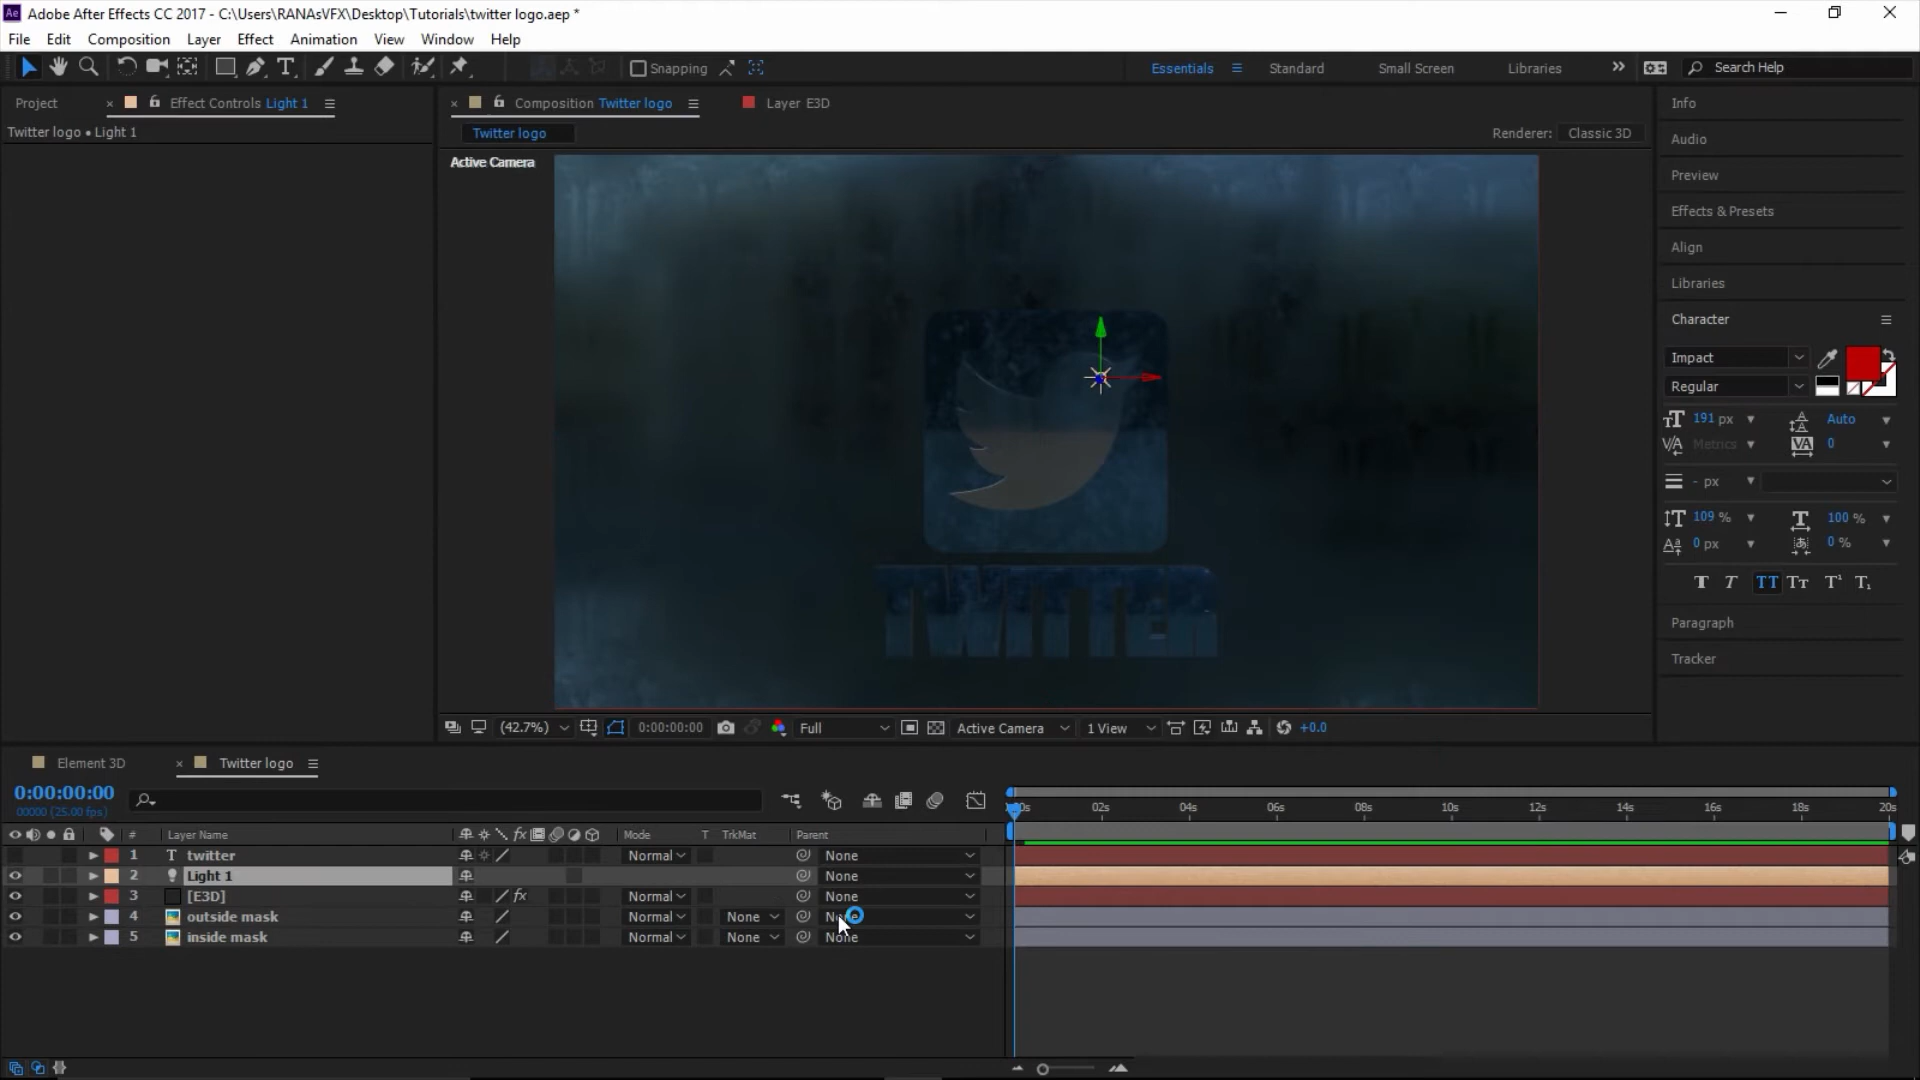 Adobe After Effects CC 2017 - C:\Users\RANAsVFX\Desktop\Tutorials\twitter logo.aep *
File Edit Composition Layer Effect Animation View Window Help
Snapping Essentials Standard Small Screen Libraries Search Help
Project Effect Controls Light 1 Composition Twitter logo Layer E3D
Twitter logo • Light 1
Twitter logo Renderer: Classic 3D
Active Camera
TWITTER
Info
Audio
Preview
Effects & Presets
Align
Libraries
Character
Impact
Regular
191 px Auto
Metrics 0
- px
109 % 100 %
0 px 0 %
Paragraph
Tracker
(42.7%) 0:00:00:00 Full Active Camera 1 View +0.0
Element 3D Twitter logo
0:00:00:00
00000 (25.00 fps)
00s 02s 04s 06s 08s 10s 12s 14s 16s 18s 20s
# Layer Name fx Mode T TrkMat Parent
1 T twitter Normal None
2 Light 1 None
3 [E3D] fx Normal None
4 outside mask Normal None None
5 inside mask Normal None None